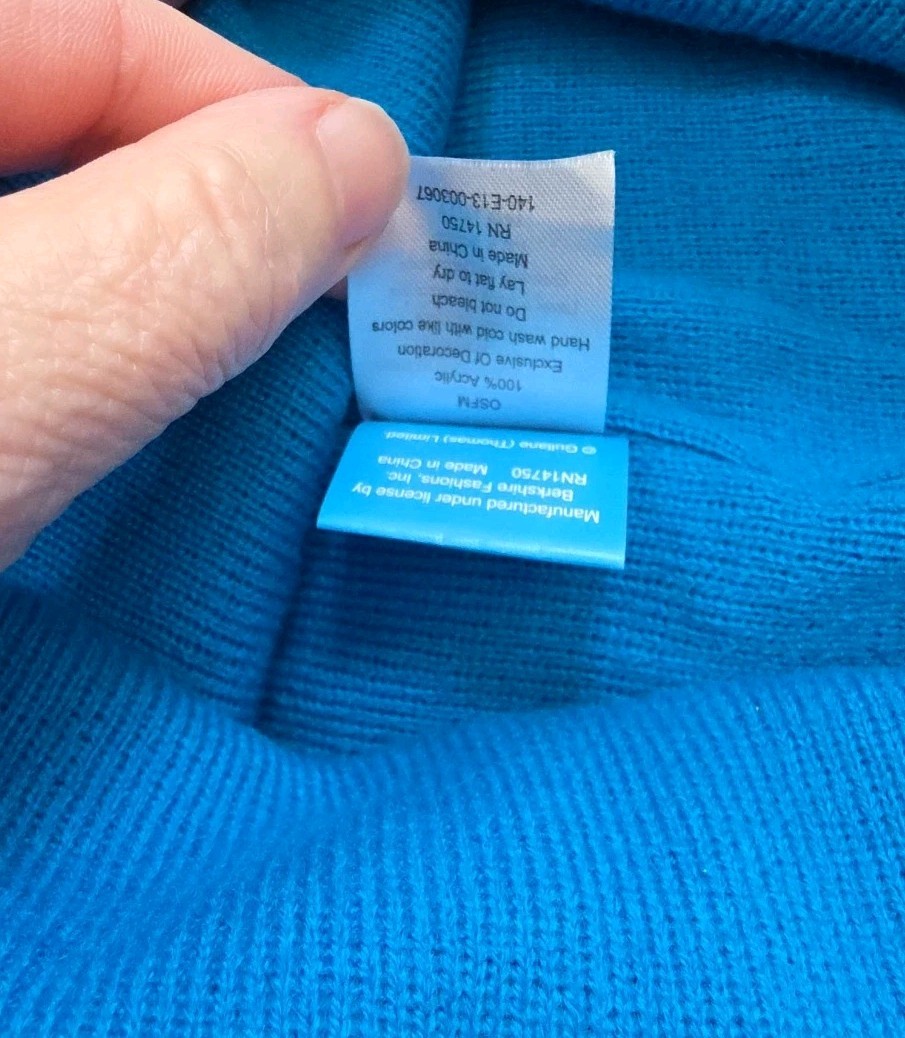 OSFM
100% Acrylic
Exclusive Of Decoration
Hand wash cold with like colors
Do not bleach
Lay flat to dry
Made in China
RN 14750
140-E13-003067
Manufactured under license by
Berkshire Fashions, Inc.
RN14750 Made in China
© Gullane (Thomas) Limited.